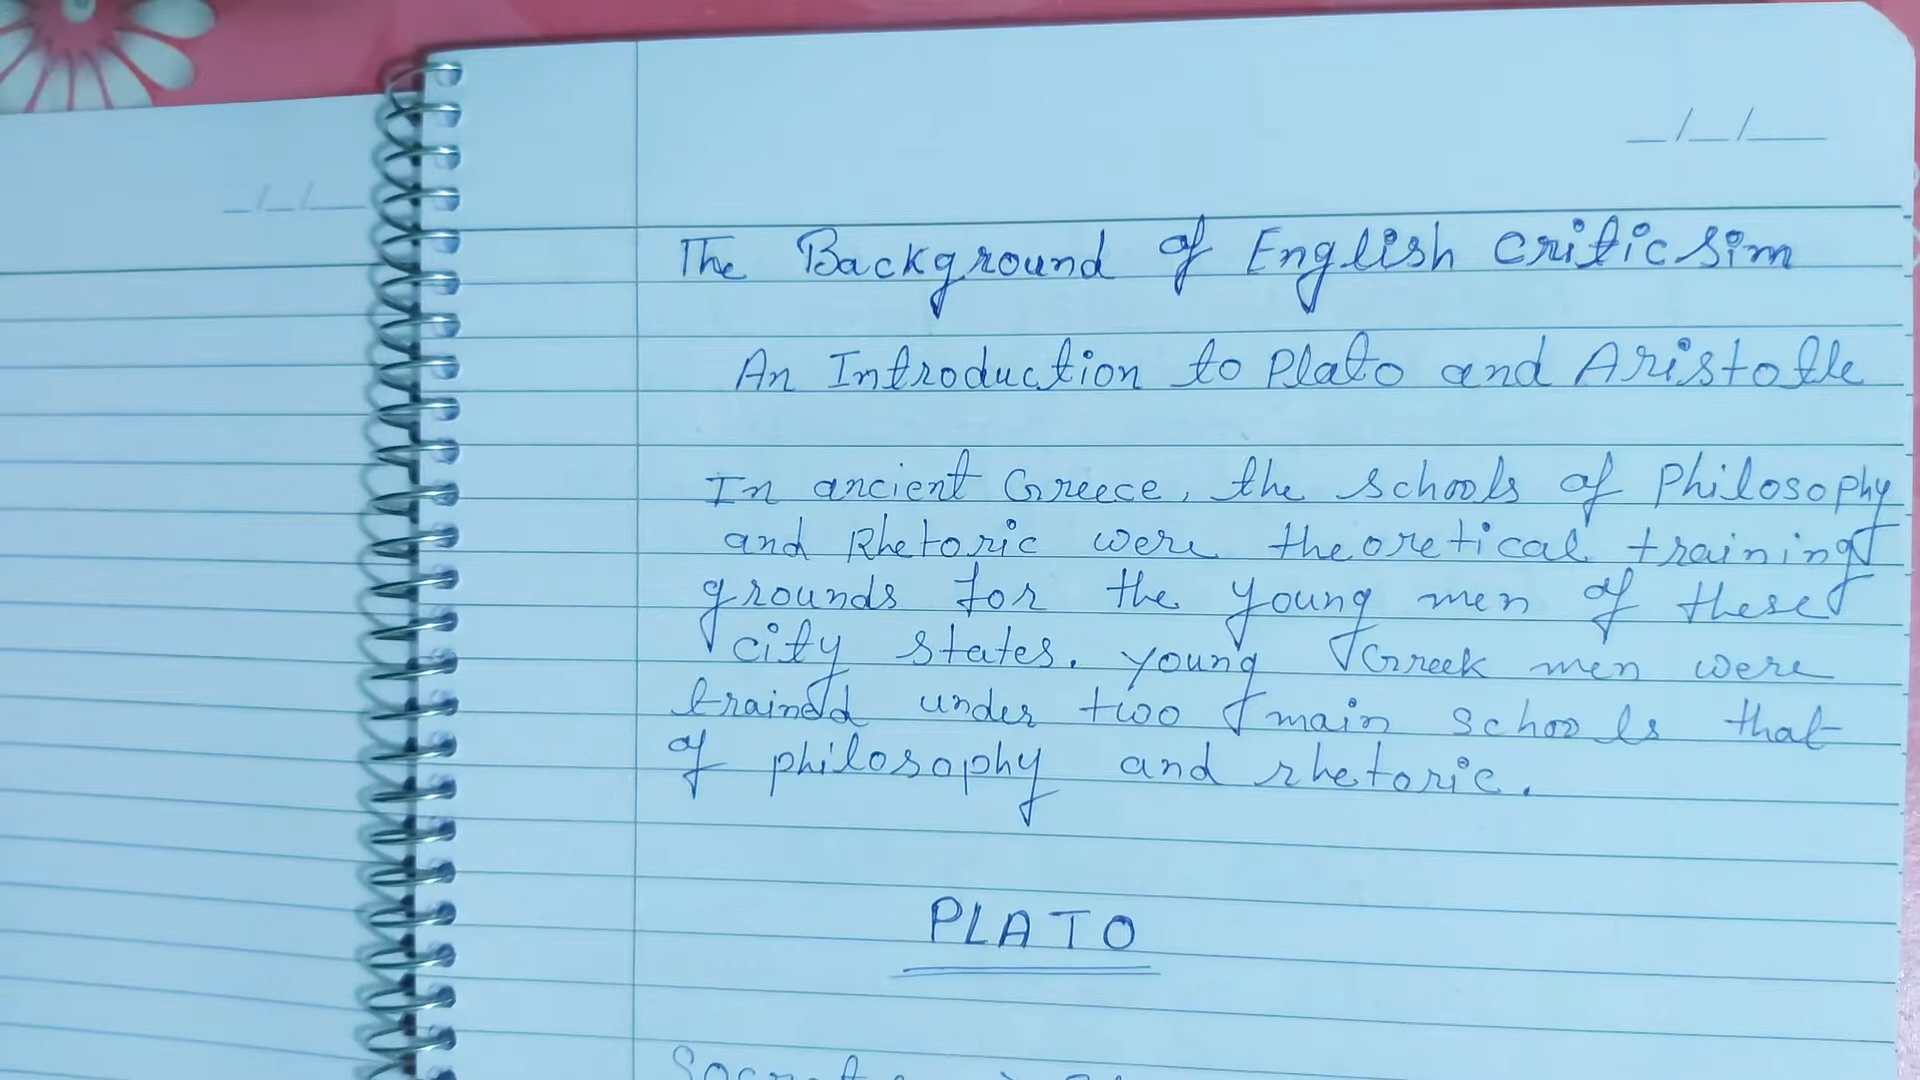 The Background of English Criticsim
An Introduction to Plato and Aristotle
In ancient Greece, the schools of Philosophy
and Rhetoric were theoretical training
grounds for the young men of these
city states. young Greek men were
trained under two main schools that
of philosophy and rhetoric.
PLATO